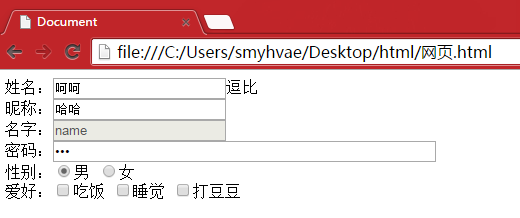 Document
file:///C:/Users/smyhvae/Desktop/html/网页.html
姓名：呵呵逗比
昵称：哈哈
名字：name
密码：•••
性别：男 女
爱好：吃饭 睡觉 打豆豆